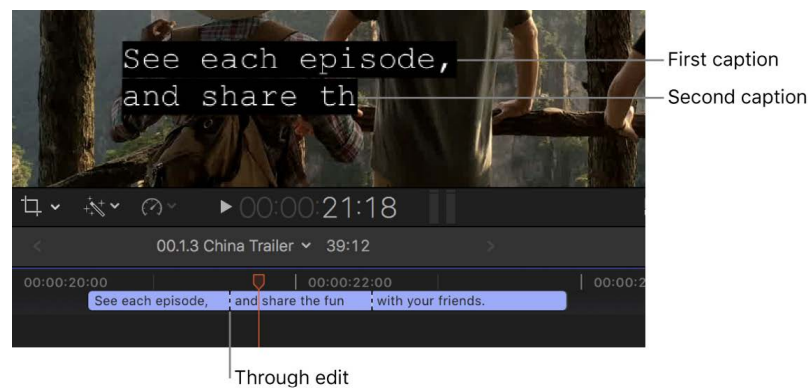 See each episode,
and share th
First caption
Second caption
00:00:21:18
00.1.3 China Trailer 39:12
00:00:20:00 00:00:22:00 00:00:2
See each episode, and share the fun with your friends.
Through edit